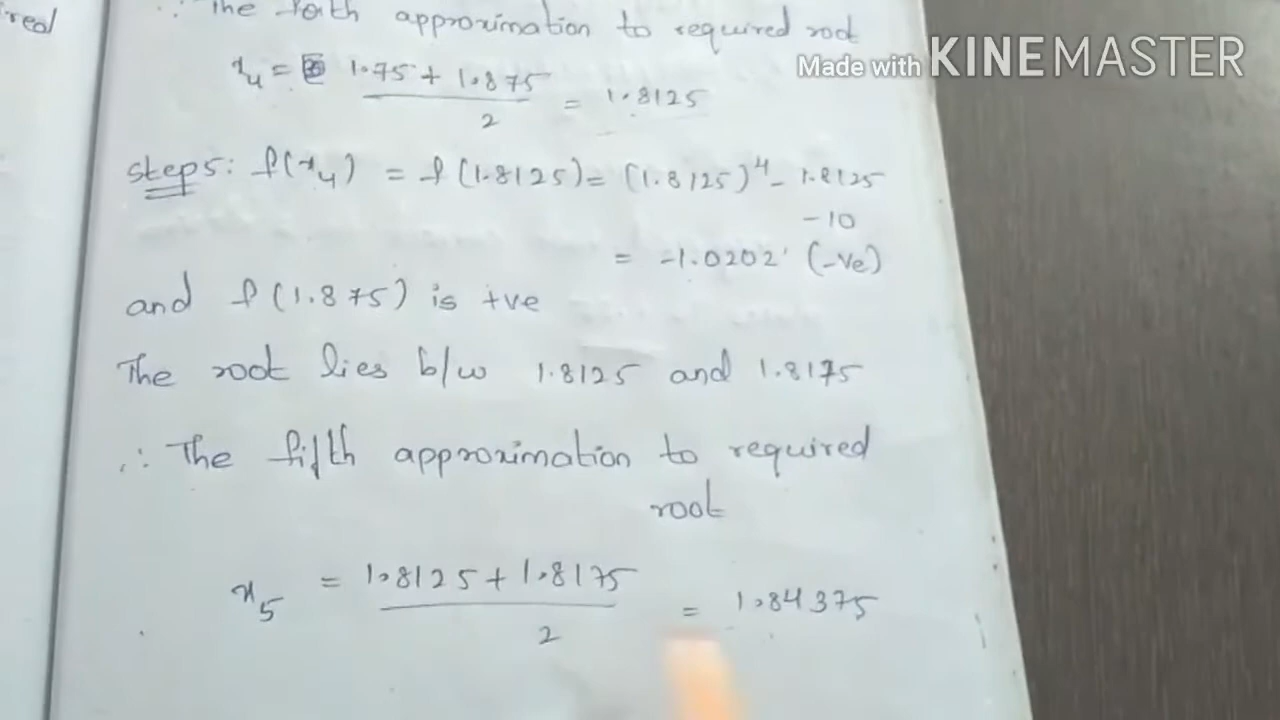 real
∴ The forth approximation to required root
Made with KINEMASTER
x₄ = 1.75 + 1.875 / 2 = 1.8125
step5: f(x₄) = f(1.8125) = (1.8125)⁴ - 1.8125
-10
= -1.0202 (-ve)
and f(1.875) is +ve
The root lies b/w 1.8125 and 1.8175
∴ The fifth approximation to required
root
x₅ = 1.8125 + 1.8175 / 2 = 1.84375